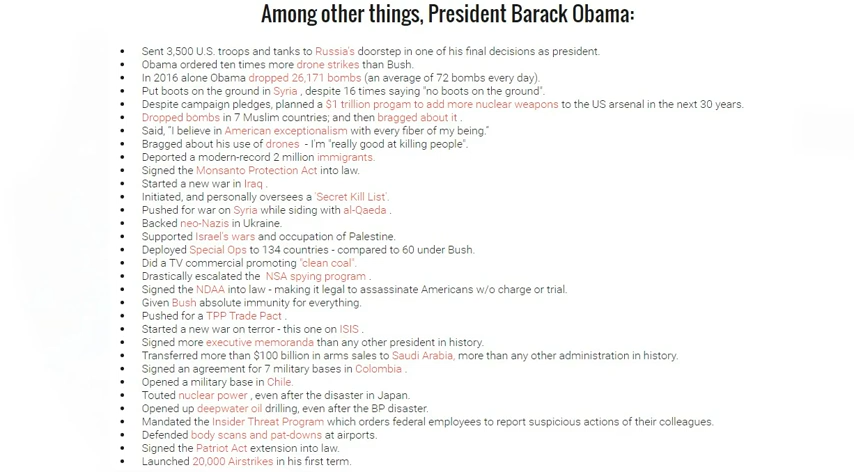 Among other things, President Barack Obama:
• Sent 3,500 U.S. troops and tanks to Russia's doorstep in one of his final decisions as president.
• Obama ordered ten times more drone strikes than Bush.
• In 2016 alone Obama dropped 26,171 bombs (an average of 72 bombs every day).
• Put boots on the ground in Syria , despite 16 times saying "no boots on the ground".
• Despite campaign pledges, planned a $1 trillion progam to add more nuclear weapons to the US arsenal in the next 30 years.
• Dropped bombs in 7 Muslim countries; and then bragged about it .
• Said, "I believe in American exceptionalism with every fiber of my being."
• Bragged about his use of drones - I'm "really good at killing people".
• Deported a modern-record 2 million immigrants.
• Signed the Monsanto Protection Act into law.
• Started a new war in Iraq .
• Initiated, and personally oversees a 'Secret Kill List'.
• Pushed for war on Syria while siding with al-Qaeda .
• Backed neo-Nazis in Ukraine.
• Supported Israel's wars and occupation of Palestine.
• Deployed Special Ops to 134 countries - compared to 60 under Bush.
• Did a TV commercial promoting "clean coal".
• Drastically escalated the NSA spying program .
• Signed the NDAA into law - making it legal to assassinate Americans w/o charge or trial.
• Given Bush absolute immunity for everything.
• Pushed for a TPP Trade Pact .
• Started a new war on terror - this one on ISIS .
• Signed more executive memoranda than any other president in history.
• Transferred more than $100 billion in arms sales to Saudi Arabia, more than any other administration in history.
• Signed an agreement for 7 military bases in Colombia .
• Opened a military base in Chile.
• Touted nuclear power , even after the disaster in Japan.
• Opened up deepwater oil drilling, even after the BP disaster.
• Mandated the Insider Threat Program which orders federal employees to report suspicious actions of their colleagues.
• Defended body scans and pat-downs at airports.
• Signed the Patriot Act extension into law.
• Launched 20,000 Airstrikes in his first term.